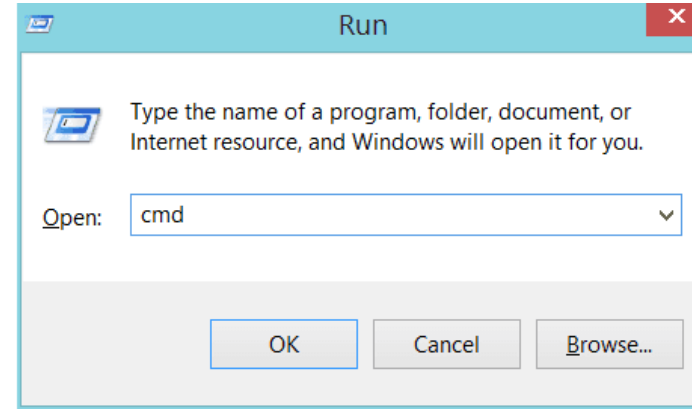 Run
Type the name of a program, folder, document, or
Internet resource, and Windows will open it for you.
Open: cmd
OK Cancel Browse...